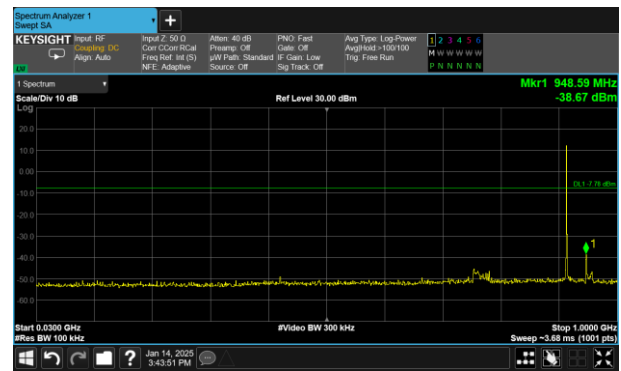 Spectrum Analyzer 1
Swept SA
KEYSIGHT Input: RF Input Z: 50 Ω Atten: 40 dB PNO: Fast Avg Type: Log-Power 1 2 3 4 5 6
Coupling: DC Corr CCorr RCal Preamp: Off Gate: Off Avg|Hold:>100/100 M W W W W W
Align: Auto Freq Ref: Int (S) µW Path: Standard IF Gain: Low Trig: Free Run
NFE: Adaptive Source: Off Sig Track: Off P N N N N N
1 Spectrum
Mkr1 948.59 MHz
Scale/Div 10 dB Ref Level 30.00 dBm -38.67 dBm
Log
20.0
10.0
0.00
DL1 -7.78 dBm
-10.0
-20.0
-30.0
1
-40.0
-50.0
-60.0
Start 0.0300 GHz #Video BW 300 kHz Stop 1.0000 GHz
#Res BW 100 kHz Sweep ~3.68 ms (1001 pts)
? Jan 14, 2025
3:43:51 PM